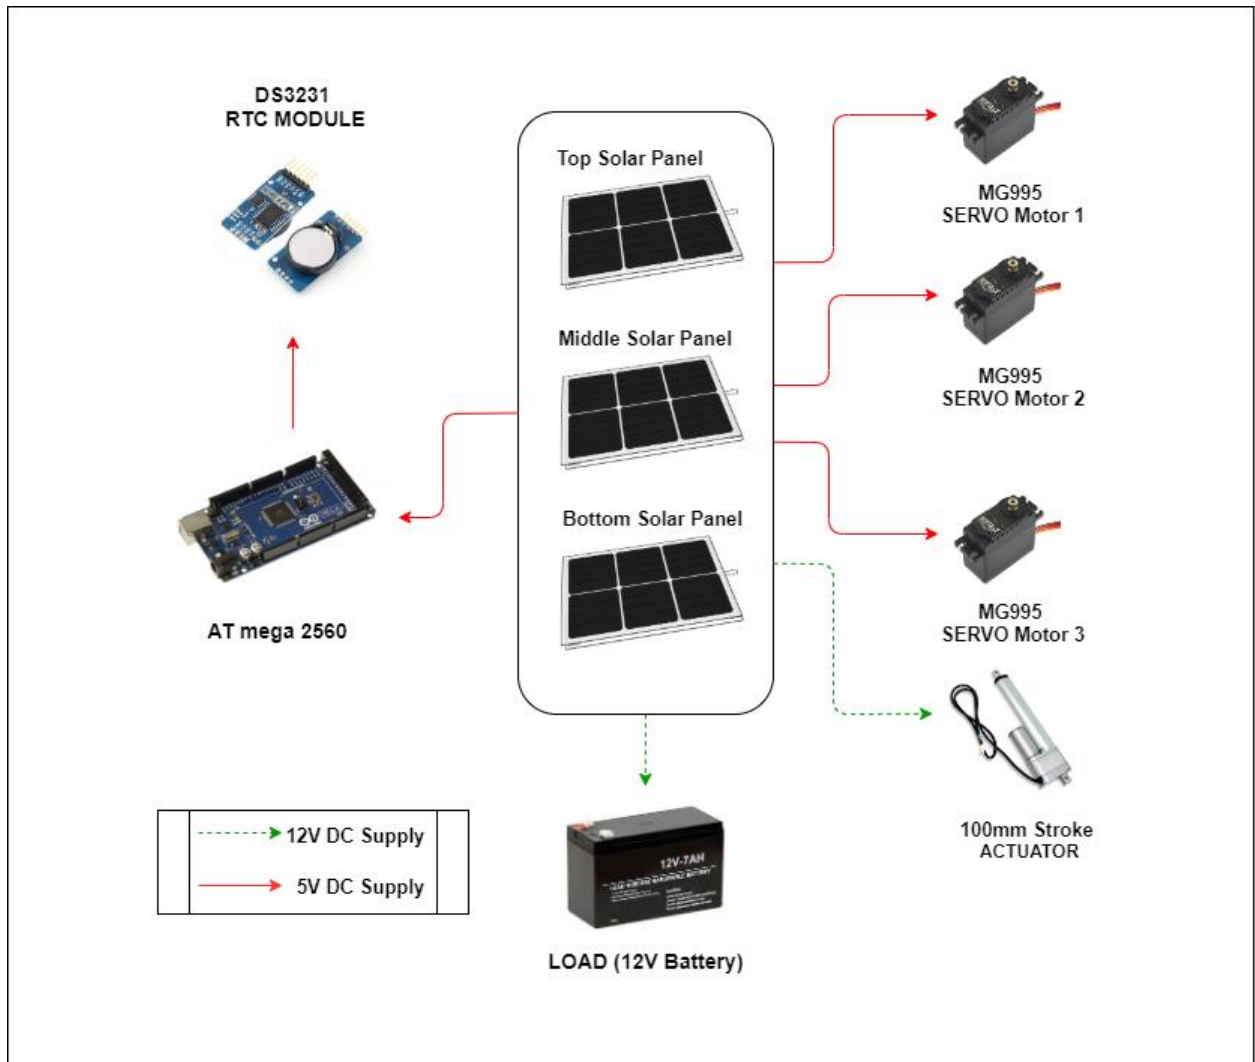 DS3231
RTC MODULE
Top Solar Panel
MG995
SERVO Motor 1
Middle Solar Panel
MG995
SERVO Motor 2
Bottom Solar Panel
MG995
SERVO Motor 3
AT mega 2560
12V DC Supply
5V DC Supply
12V-7AH
100mm Stroke
ACTUATOR
LOAD (12V Battery)